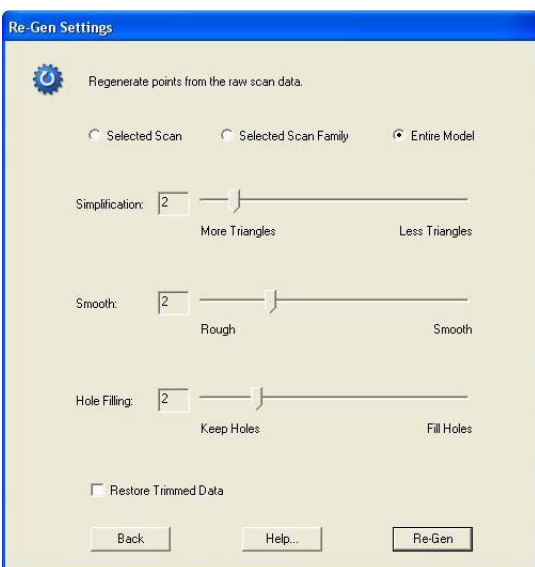 Re-Gen Settings
Regenerate points from the raw scan data.
Selected Scan Selected Scan Family Entire Model
Simplification: 2
More Triangles Less Triangles
Smooth: 2
Rough Smooth
Hole Filling: 2
Keep Holes Fill Holes
Restore Trimmed Data
Back Help... Re-Gen